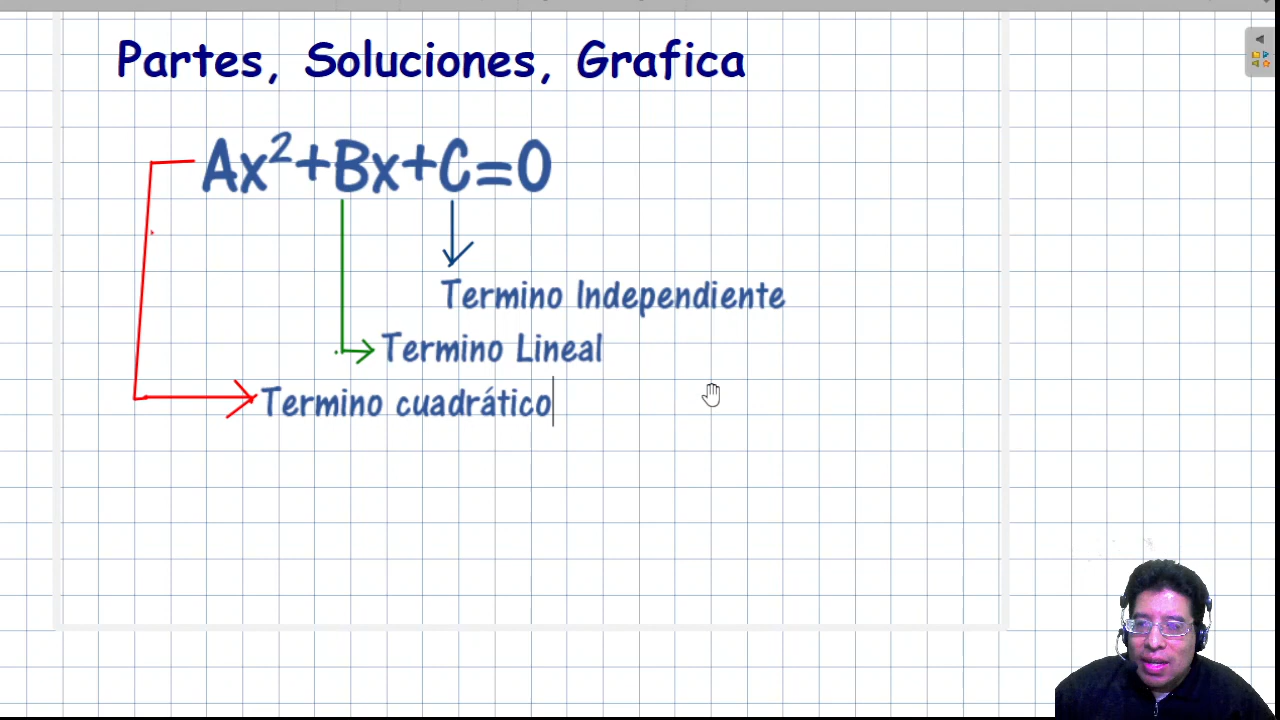 Partes, Soluciones, Grafica
Ax²+Bx+C=0
Termino Independiente
Termino Lineal
Termino cuadrático